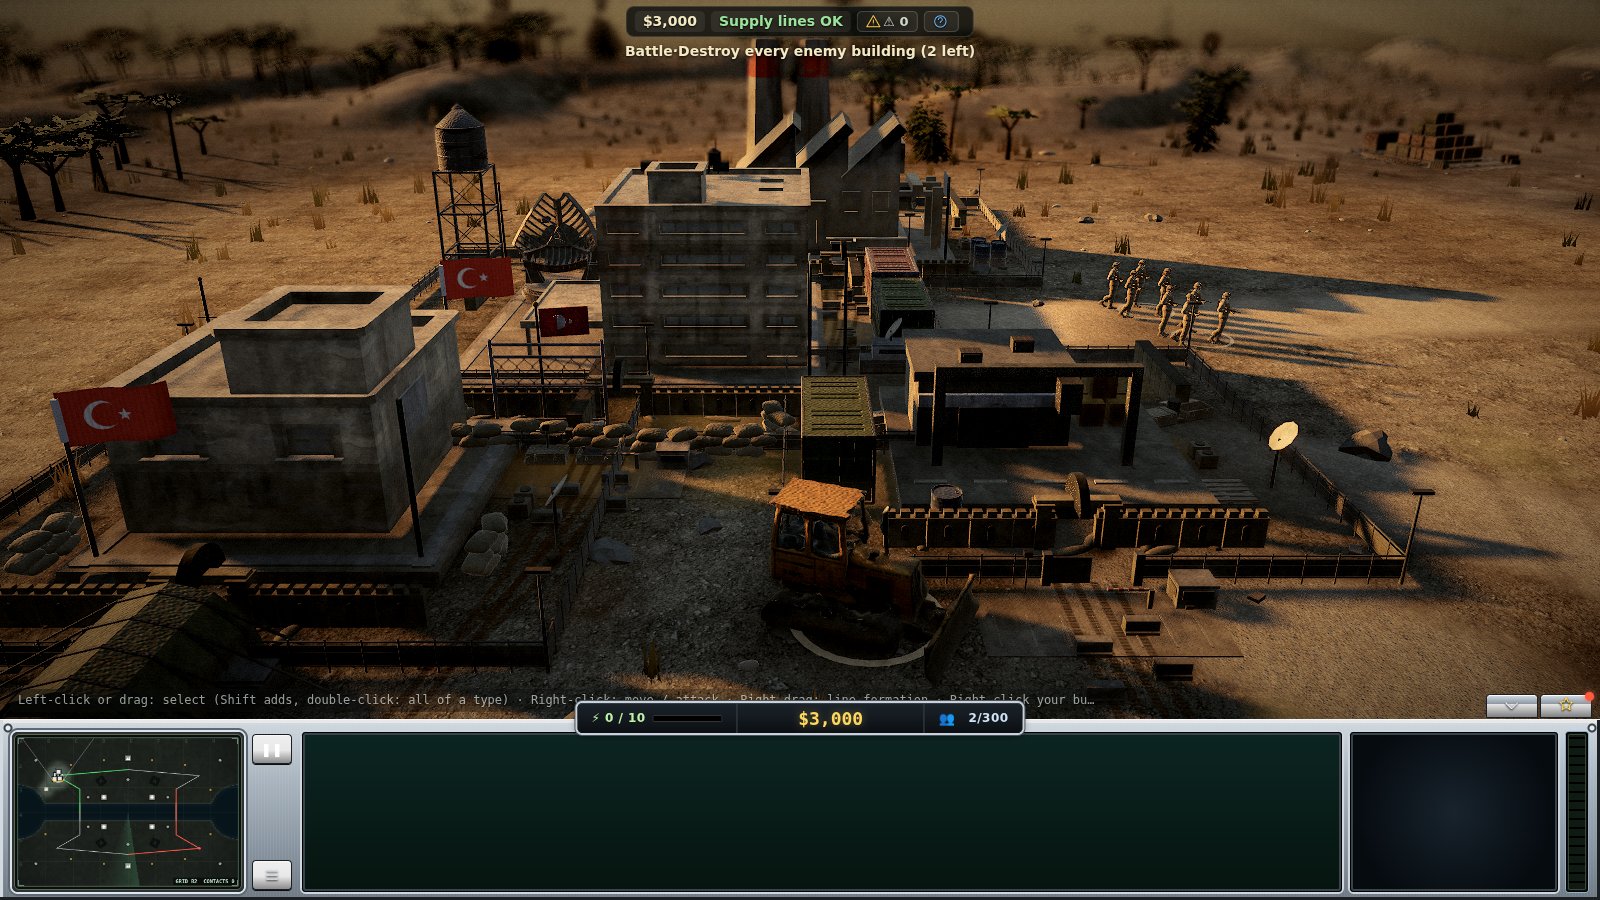 $3,000 Supply lines OK ⚠ 0
Battle·Destroy every enemy building (2 left)
Left-click or drag: select (Shift adds, double-click: all of a type) · Right-click: move / attack · Right-drag: line formation · Right-click your bu…
0 / 10 $3,000 2/300
GRID CONTACTS